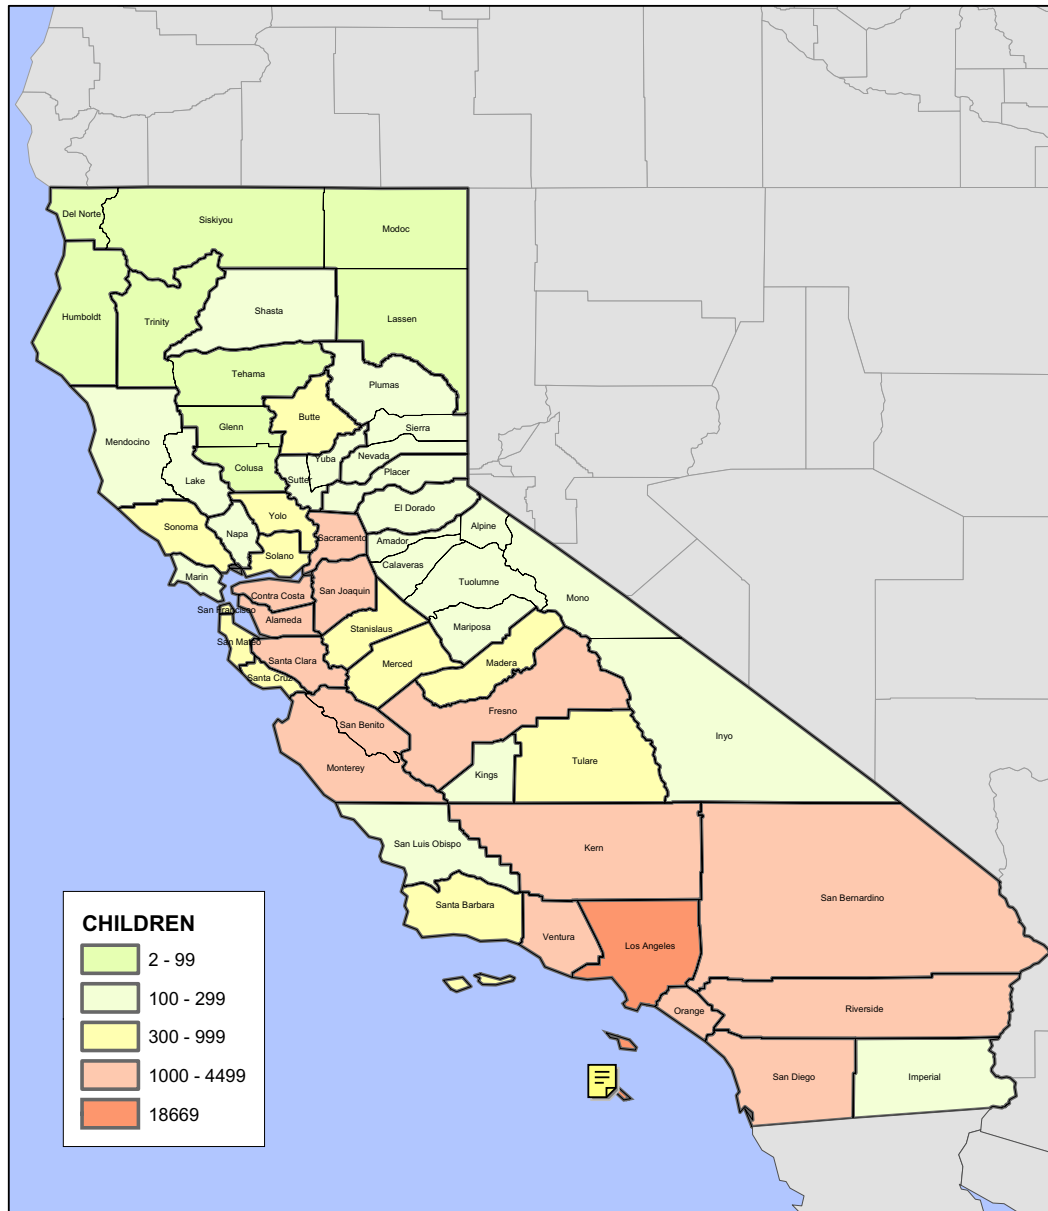 Del Norte
Siskiyou
Modoc
Humboldt
Trinity
Shasta
Lassen
Tehama
Plumas
Butte
Glenn
Sierra
Mendocino
Nevada
Yuba
Colusa
Lake
Sutter
Placer
El Dorado
Yolo
Sonoma
Napa
Sacramento
Alpine
Amador
Solano
Calaveras
Marin
Tuolumne
San Joaquin
Contra Costa
Mono
San Francisco
Alameda
Stanislaus
Mariposa
San Mateo
Santa Clara
Merced
Madera
Santa Cruz
Fresno
San Benito
Inyo
Tulare
Monterey
Kings
San Luis Obispo
Kern
San Bernardino
Santa Barbara
Ventura
Los Angeles
Orange
Riverside
San Diego
Imperial
CHILDREN
2 - 99
100 - 299
300 - 999
1000 - 4499
18669